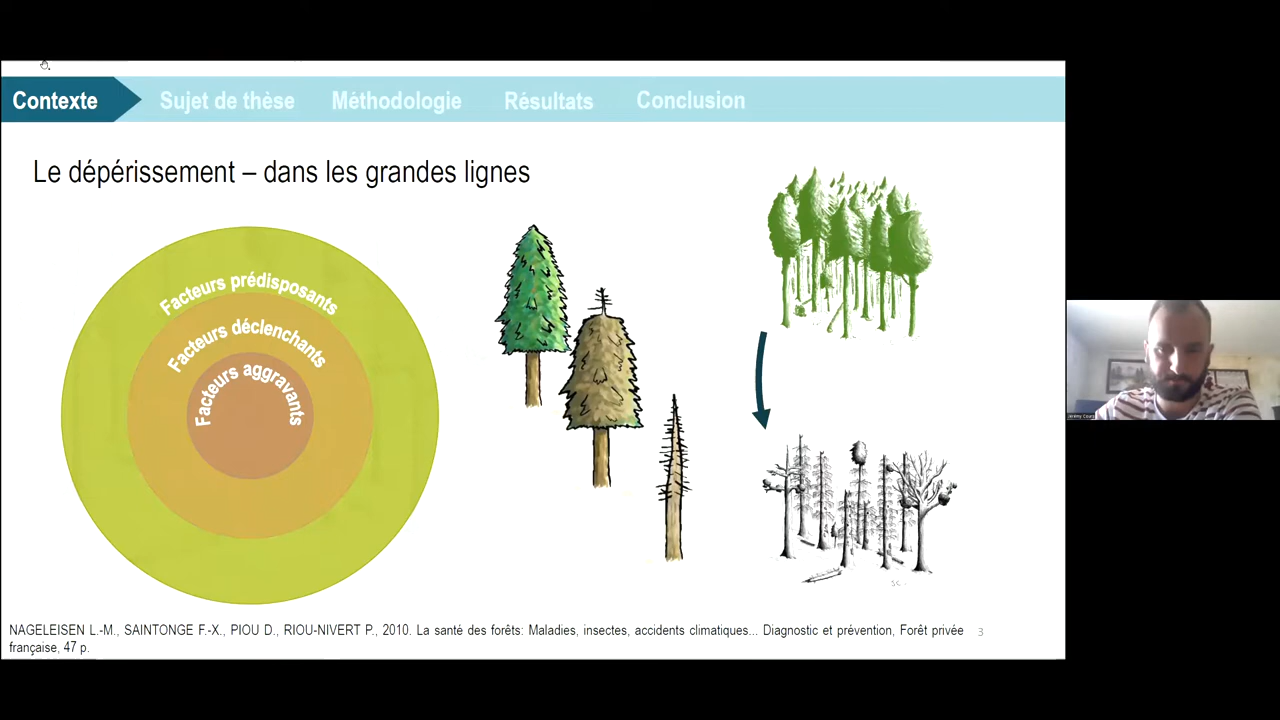 Contexte
Sujet de thèse
Méthodologie
Résultats
Conclusion
Le dépérissement – dans les grandes lignes
Facteurs prédisposants
Facteurs déclenchants
Facteurs aggravants
NAGELEISEN L.-M., SAINTONGE F.-X., PIOU D., RIOU-NIVERT P., 2010. La santé des forêts: Maladies, insectes, accidents climatiques... Diagnostic et prévention, Forêt privée
française, 47 p.
3